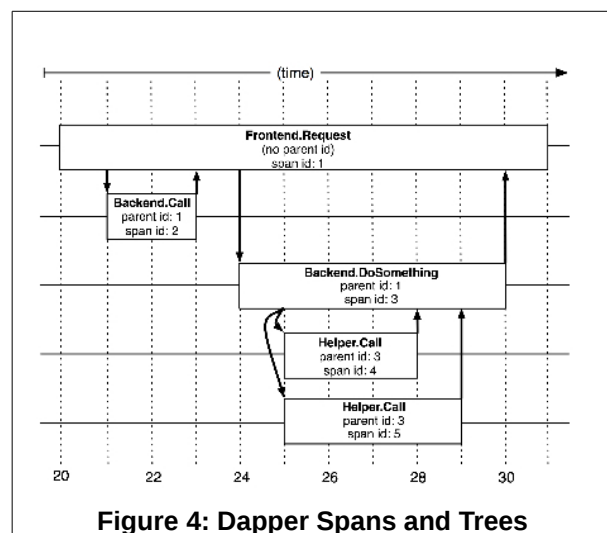 (time)
Frontend.Request
(no parent id)
span id: 1
Backend.Call
parent id: 1
span id: 2
Backend.DoSomething
parent id: 1
span id: 3
Helper.Call
parent id: 3
span id: 4
Helper.Call
parent id: 3
span id: 5
20 22 24 26 28 30
Figure 4: Dapper Spans and Trees